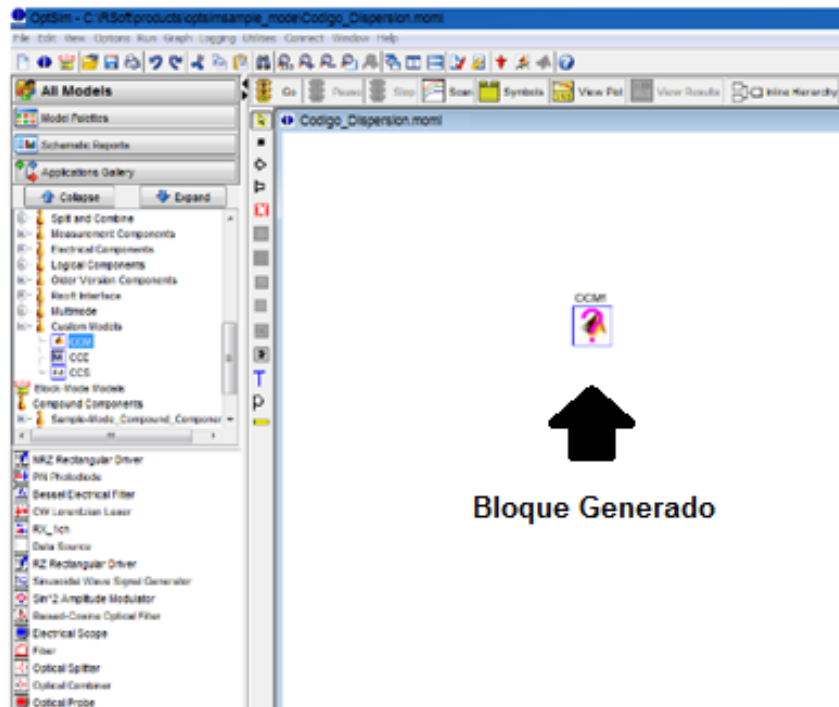 OptSim - C:\RSoft\products\optsim\sample_mode\Codigo_Dispersion.moml
File Edit View Options Run Graph Logging Utilities Connect Window Help
All Models
Go Pause Stop Scan Symbols View Plot View Results Inline Hierarchy
Model Palettes
Codigo_Dispersion.moml
Schematic Reports
Applications Gallery
Collapse Expand
Split and Combine
Measurement Components
Electrical Components
Logical Components
Older Version Components
Rsoft Interface
Multimode
Custom Models
CCM
CCE
CCS
Block-Mode Models
Compound Components
Sample-Mode_Compound_Componer
CCM1
Bloque Generado
NRZ Rectangular Driver
PIN Photodiode
Bessel Electrical Filter
CW Lorentzian Laser
RX_1ch
Data Source
RZ Rectangular Driver
Sinusoidal Wave Signal Generator
Sin^2 Amplitude Modulator
Raised-Cosine Optical Filter
Electrical Scope
Fiber
Optical Splitter
Optical Combiner
Optical Probe